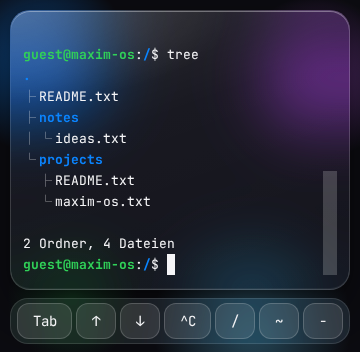 guest@maxim-os:/$ tree
.
├─README.txt
├─notes
│ └─ideas.txt
└─projects
  ├─README.txt
  └─maxim-os.txt
2 Ordner, 4 Dateien
guest@maxim-os:/$
Tab ↑ ↓ ^C / ~ -